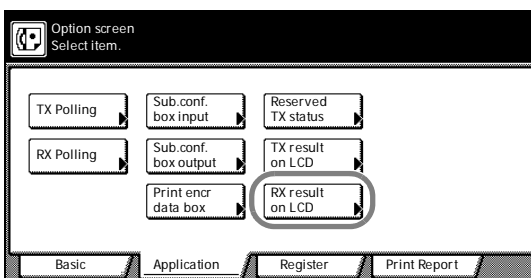 Option screen
Select item.
TX Polling
Sub.conf.
box input
Reserved
TX status
RX Polling
Sub.conf.
box output
TX result
on LCD
Print encr
data box
RX result
on LCD
Basic
Application
Register
Print Report